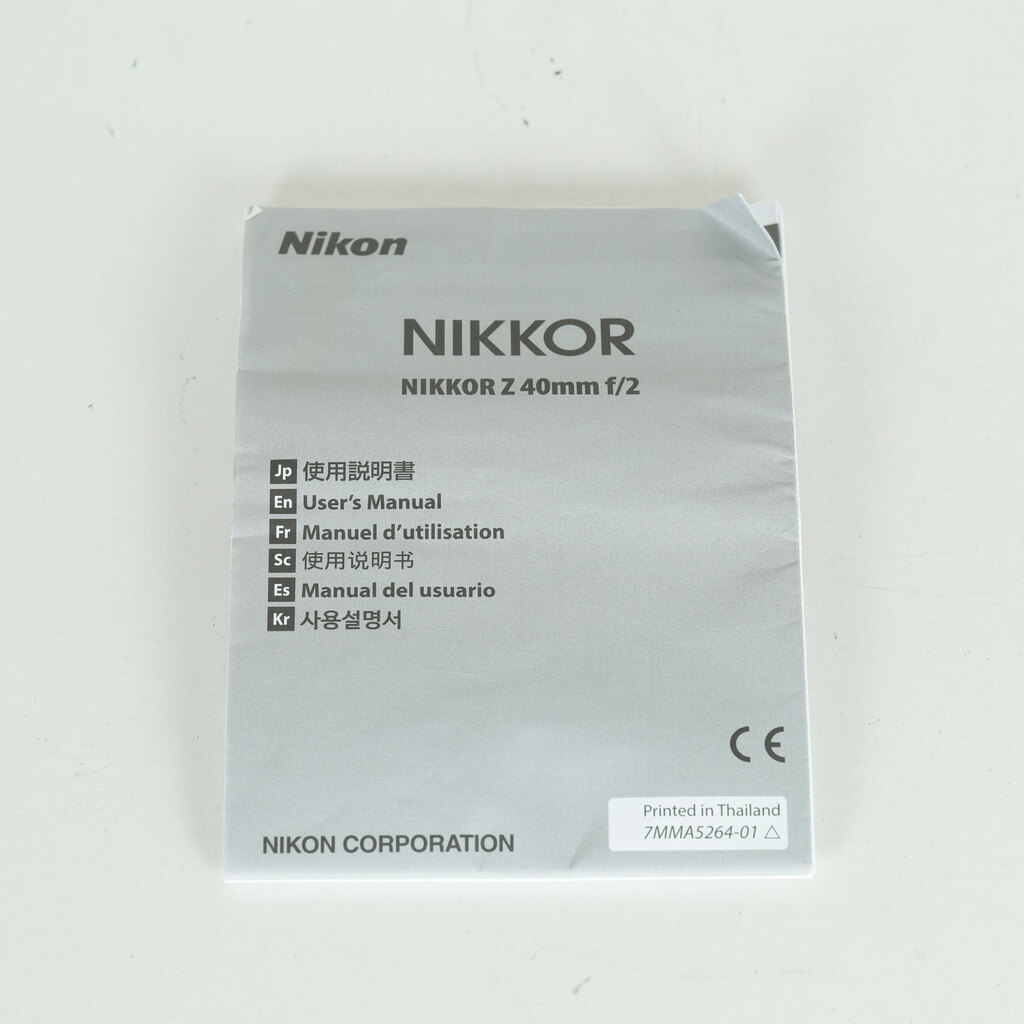 Nikon
NIKKOR
NIKKOR Z 40mm f/2
Jp 使用説明書
En User's Manual
Fr Manuel d'utilisation
Sc 使用说明书
Es Manual del usuario
Kr 사용설명서
CE
Printed in Thailand
7MMA5264-01 △
NIKON CORPORATION